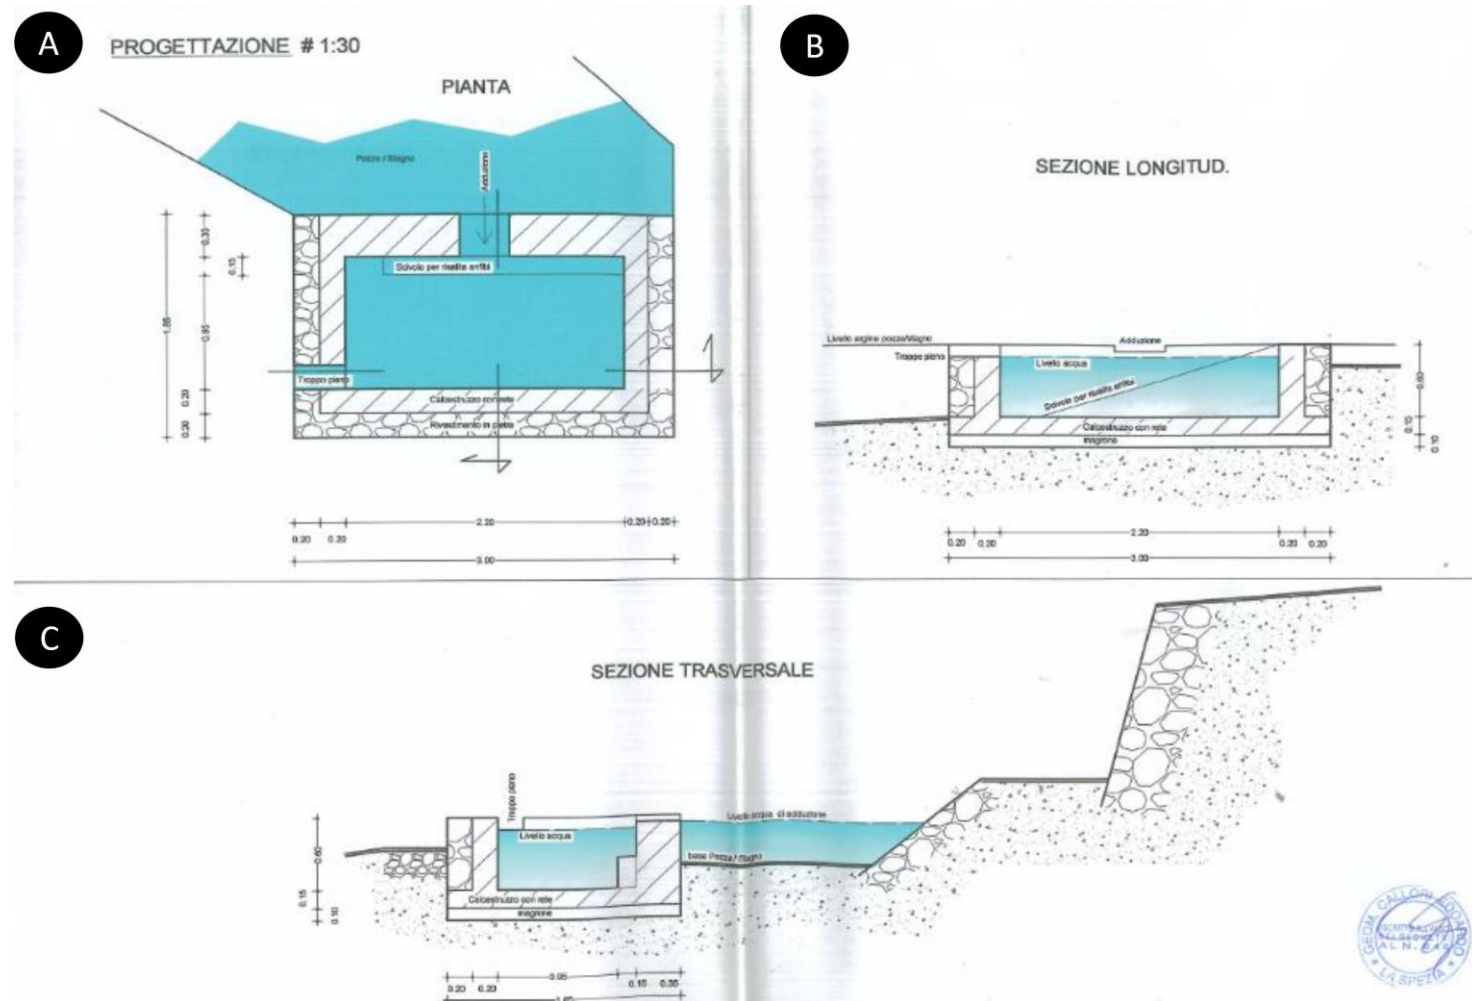 A
PROGETTAZIONE # 1:30
PIANTA
Pozza / Stagno
Adduzione
Scivolo per risalita anfibi
Troppo pieno
Calcestruzzo con rete
Rivestimento in pietra
0.30
0.15
0.95
1.85
0.20
0.20
2.20
0.20
0.20
0.20
0.20
3.00
B
SEZIONE LONGITUD.
Livello argine pozza/stagno
Adduzione
Troppo pieno
Livello acqua
Scivolo per risalita anfibi
Calcestruzzo con rete
magrone
0.60
0.15
0.10
2.20
0.20
0.20
0.20
0.20
3.00
C
SEZIONE TRASVERSALE
Troppo pieno
Livello acqua di adduzione
Livello acqua
base Pozza / Stagno
Calcestruzzo con rete
magrone
0.60
0.15
0.10
0.95
0.20
0.20
0.15
0.35
GEOM. CALLORI EDOARDO
LA SPEZIA